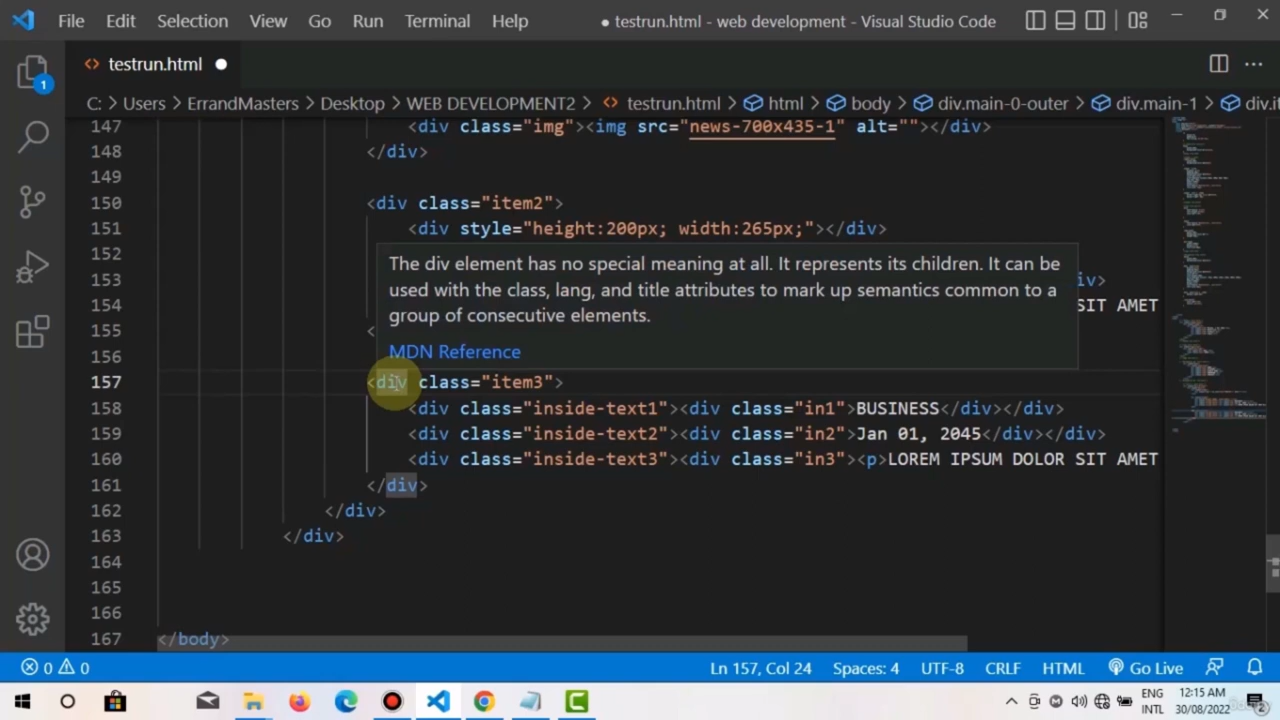 File Edit Selection View Go Run Terminal Help ● testrun.html - web development - Visual Studio Code
testrun.html
C: > Users > ErrandMasters > Desktop > WEB DEVELOPMENT2 > testrun.html > html > body > div.main-0-outer > div.main-1 >
1
147 <div class="img"><img src="news-700x435-1" alt=""></div>
148 </div>
149
150 <div class="item2">
151 <div style="height:200px; width:265px;"></div>
152
The div element has no special meaning at all. It represents its children. It can be
153 iv>
used with the class, lang, and title attributes to mark up semantics common to a
154 SIT AMET
group of consecutive elements.
155 <
156
MDN Reference
157 <div class="item3">
158 <div class="inside-text1"><div class="in1">BUSINESS</div></div>
159 <div class="inside-text2"><div class="in2">Jan 01, 2045</div></div>
160 <div class="inside-text3"><div class="in3"><p>LOREM IPSUM DOLOR SIT AMET
161 </div>
162 </div>
163 </div>
164
165
166
167 </body>
0 0 Ln 157, Col 24 Spaces: 4 UTF-8 CRLF HTML Go Live
ENG 12:15 AM
INTL 30/08/2022 2